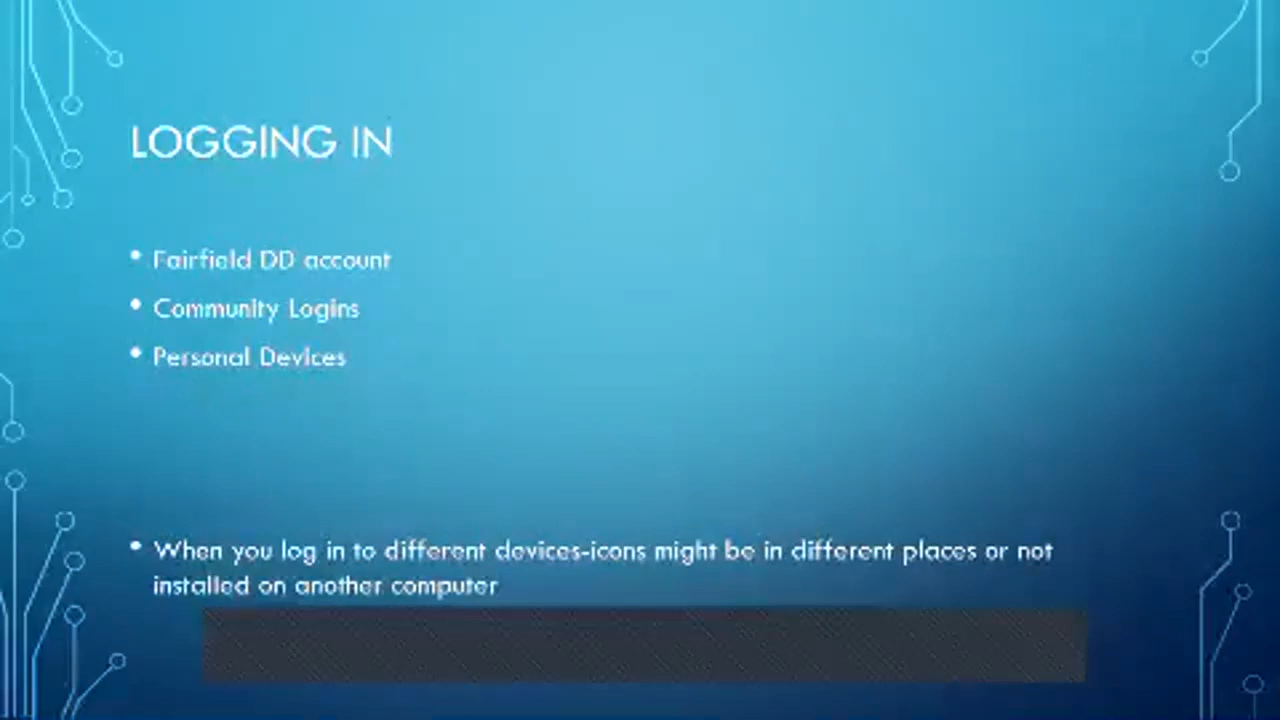 LOGGING IN
• Fairfield DD account
• Community Logins
• Personal Devices
• When you log in to different devices-icons might be in different places or not
installed on another computer